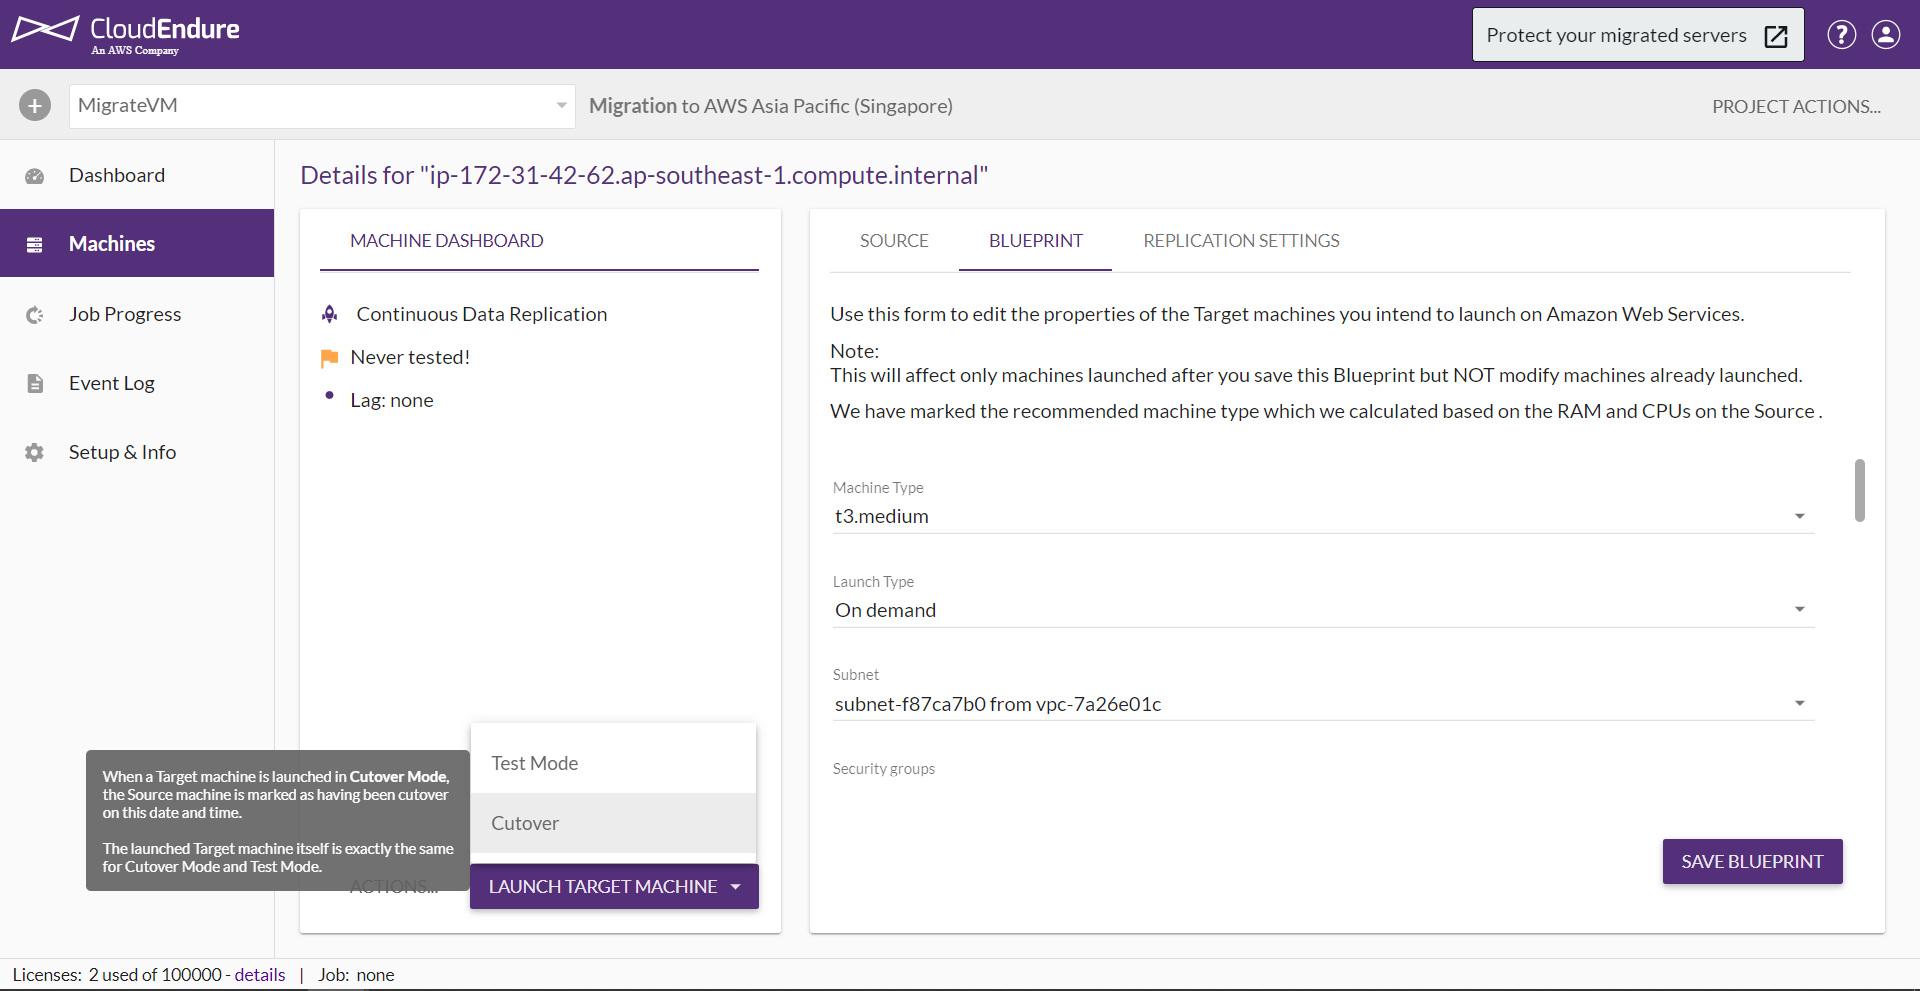 CloudEndure
An AWS Company
Protect your migrated servers
?
+
MigrateVM
Migration to AWS Asia Pacific (Singapore)
PROJECT ACTIONS...
Dashboard
Machines
Job Progress
Event Log
Setup & Info
Details for "ip-172-31-42-62.ap-southeast-1.compute.internal"
MACHINE DASHBOARD
Continuous Data Replication
Never tested!
Lag: none
Test Mode
Cutover
When a Target machine is launched in Cutover Mode,
the Source machine is marked as having been cutover
on this date and time.
The launched Target machine itself is exactly the same
for Cutover Mode and Test Mode.
ACTIONS...
LAUNCH TARGET MACHINE
SOURCE
BLUEPRINT
REPLICATION SETTINGS
Use this form to edit the properties of the Target machines you intend to launch on Amazon Web Services.
Note:
This will affect only machines launched after you save this Blueprint but NOT modify machines already launched.
We have marked the recommended machine type which we calculated based on the RAM and CPUs on the Source .
Machine Type
t3.medium
Launch Type
On demand
Subnet
subnet-f87ca7b0 from vpc-7a26e01c
Security groups
SAVE BLUEPRINT
Licenses: 2 used of 100000 - details | Job: none